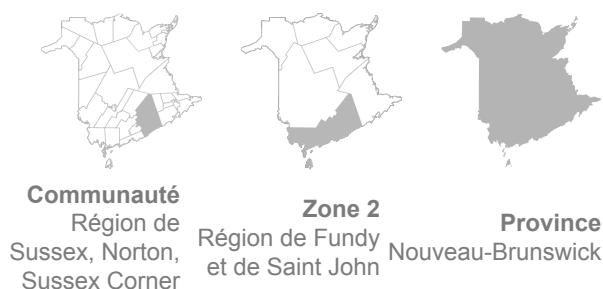 Communauté
Région de
Sussex, Norton,
Sussex Corner
Zone 2
Région de Fundy
et de Saint John
Province
Nouveau-Brunswick